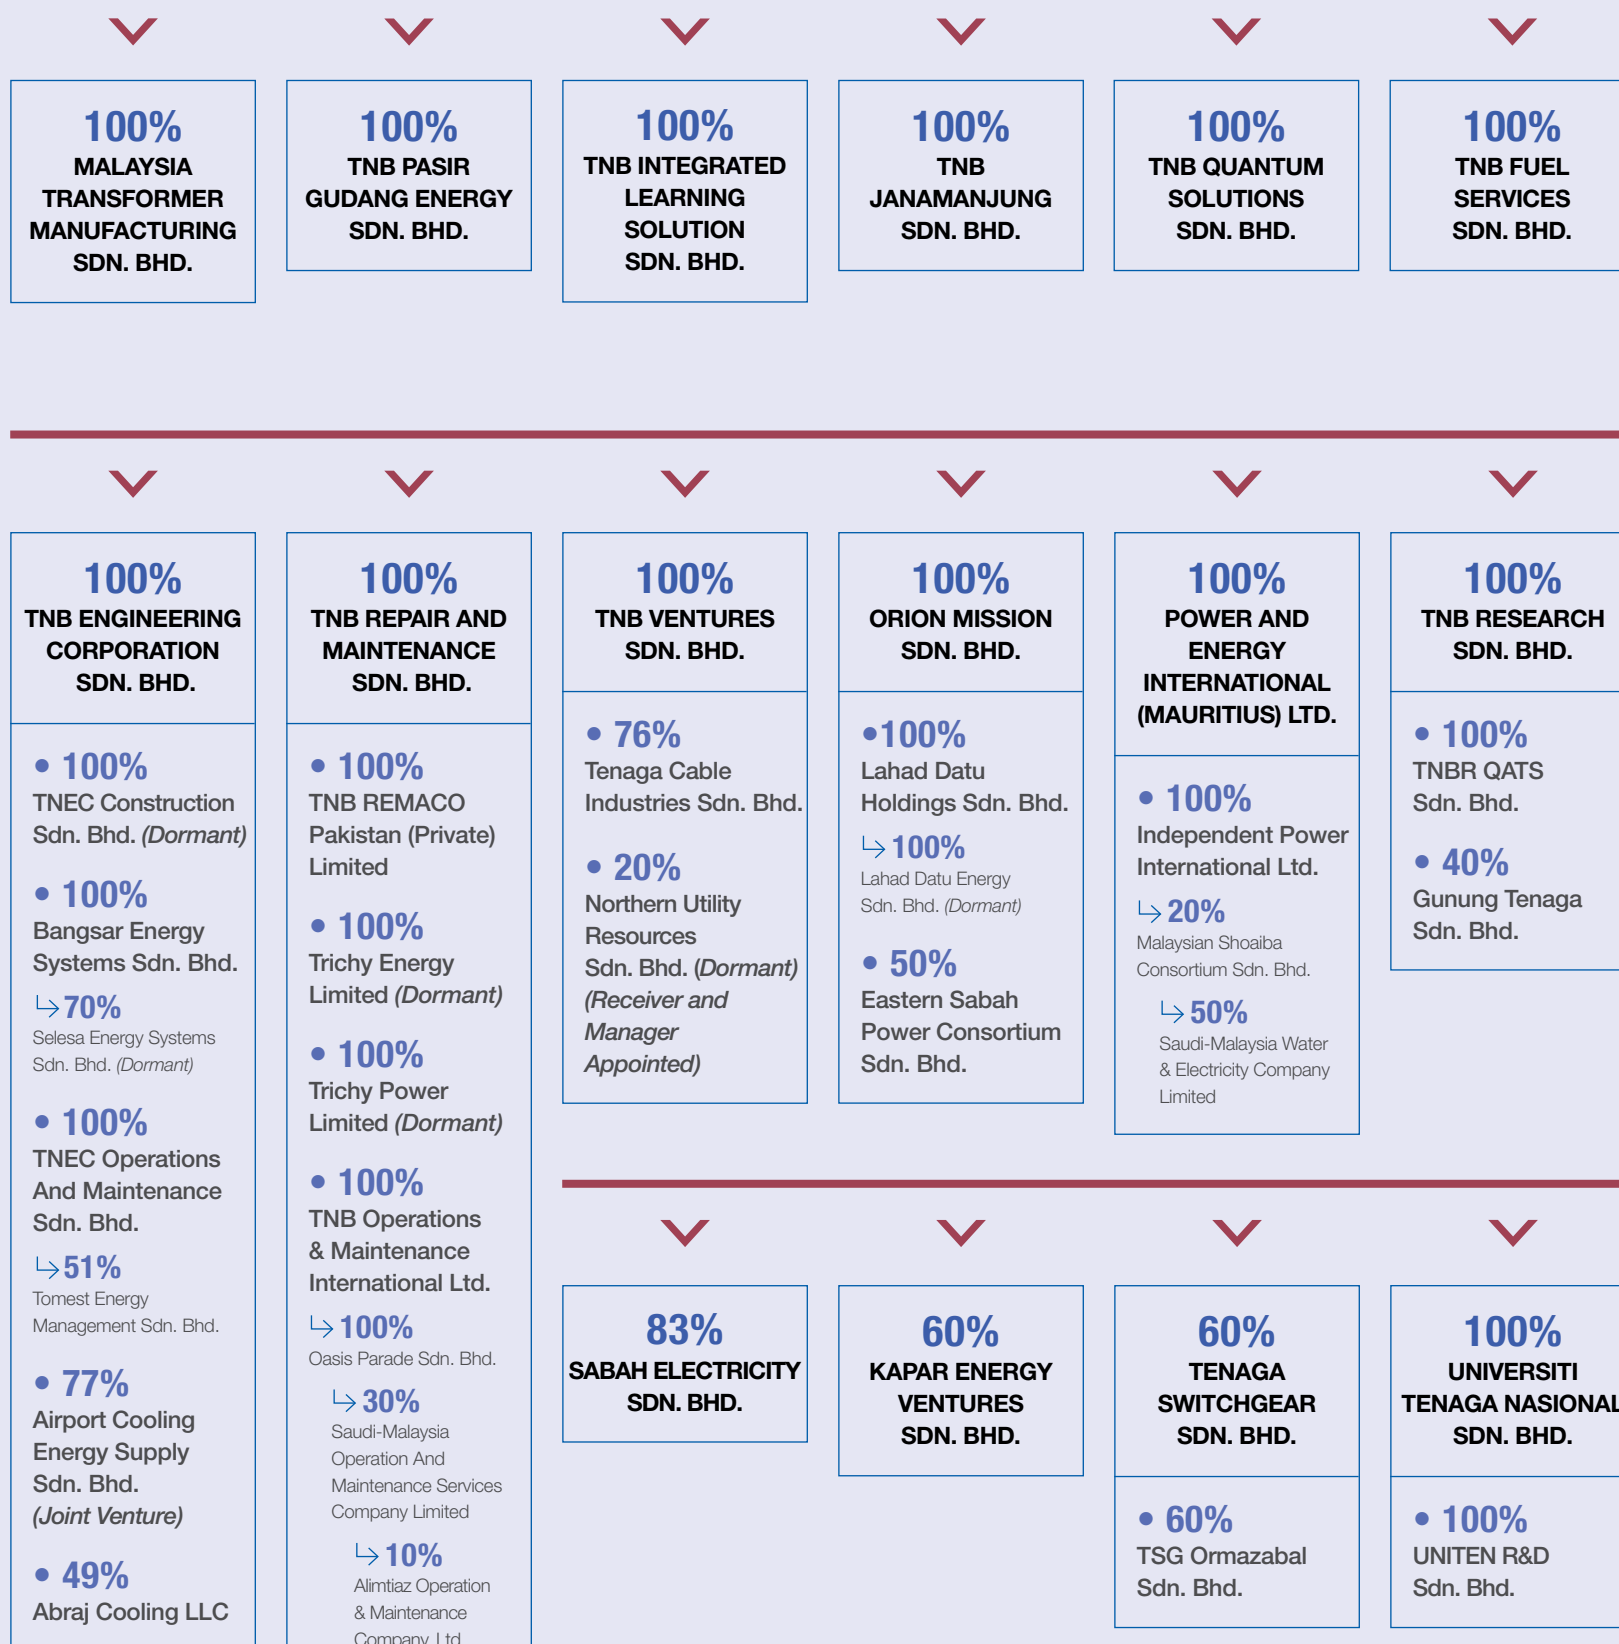 100%
MALAYSIA
TRANSFORMER
MANUFACTURING
SDN. BHD.
100%
TNB PASIR
GUDANG ENERGY
SDN. BHD.
100%
TNB INTEGRATED
LEARNING
SOLUTION
SDN. BHD.
100%
TNB
JANAMANJUNG
SDN. BHD.
100%
TNB QUANTUM
SOLUTIONS
SDN. BHD.
100%
TNB FUEL
SERVICES
SDN. BHD.
100%
TNB ENGINEERING
CORPORATION
SDN. BHD.
• 100%
TNEC Construction
Sdn. Bhd. (Dormant)
• 100%
Bangsar Energy
Systems Sdn. Bhd.
↳ 70%
Selesa Energy Systems
Sdn. Bhd. (Dormant)
• 100%
TNEC Operations
And Maintenance
Sdn. Bhd.
↳ 51%
Tomest Energy
Management Sdn. Bhd.
• 77%
Airport Cooling
Energy Supply
Sdn. Bhd.
(Joint Venture)
• 49%
Abraj Cooling LLC
100%
TNB REPAIR AND
MAINTENANCE
SDN. BHD.
• 100%
TNB REMACO
Pakistan (Private)
Limited
• 100%
Trichy Energy
Limited (Dormant)
• 100%
Trichy Power
Limited (Dormant)
• 100%
TNB Operations
& Maintenance
International Ltd.
↳ 100%
Oasis Parade Sdn. Bhd.
↳ 30%
Saudi-Malaysia
Operation And
Maintenance Services
Company Limited
↳ 10%
Alimtiaz Operation
& Maintenance
Company Ltd
100%
TNB VENTURES
SDN. BHD.
• 76%
Tenaga Cable
Industries Sdn. Bhd.
• 20%
Northern Utility
Resources
Sdn. Bhd. (Dormant)
(Receiver and
Manager
Appointed)
100%
ORION MISSION
SDN. BHD.
•100%
Lahad Datu
Holdings Sdn. Bhd.
↳ 100%
Lahad Datu Energy
Sdn. Bhd. (Dormant)
• 50%
Eastern Sabah
Power Consortium
Sdn. Bhd.
100%
POWER AND
ENERGY
INTERNATIONAL
(MAURITIUS) LTD.
• 100%
Independent Power
International Ltd.
↳ 20%
Malaysian Shoaiba
Consortium Sdn. Bhd.
↳ 50%
Saudi-Malaysia Water
& Electricity Company
Limited
100%
TNB RESEARCH
SDN. BHD.
• 100%
TNBR QATS
Sdn. Bhd.
• 40%
Gunung Tenaga
Sdn. Bhd.
83%
SABAH ELECTRICITY
SDN. BHD.
60%
KAPAR ENERGY
VENTURES
SDN. BHD.
60%
TENAGA
SWITCHGEAR
SDN. BHD.
• 60%
TSG Ormazabal
Sdn. Bhd.
100%
UNIVERSITI
TENAGA NASIONAL
SDN. BHD.
• 100%
UNITEN R&D
Sdn. Bhd.